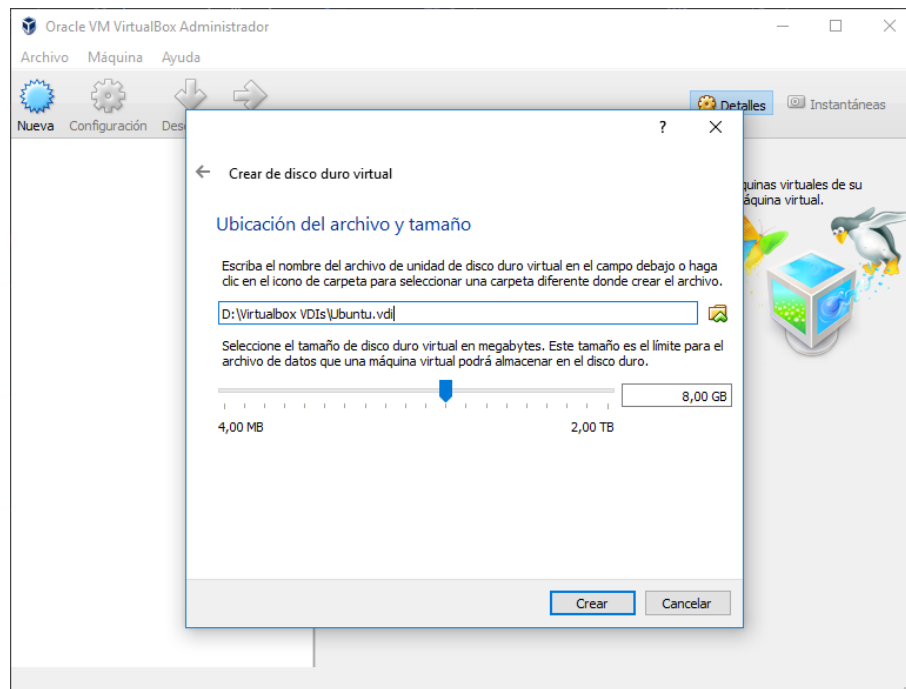 Oracle VM VirtualBox Administrador
Archivo Máquina Ayuda
Nueva Configuración Des
Detalles Instantáneas
?
Crear de disco duro virtual
Ubicación del archivo y tamaño
Escriba el nombre del archivo de unidad de disco duro virtual en el campo debajo o haga
clic en el icono de carpeta para seleccionar una carpeta diferente donde crear el archivo.
D:\Virtualbox VDIs\Ubuntu.vdi
Seleccione el tamaño de disco duro virtual en megabytes. Este tamaño es el límite para el
archivo de datos que una máquina virtual podrá almacenar en el disco duro.
8,00 GB
4,00 MB 2,00 TB
quinas virtuales de su
áquina virtual.
Crear Cancelar